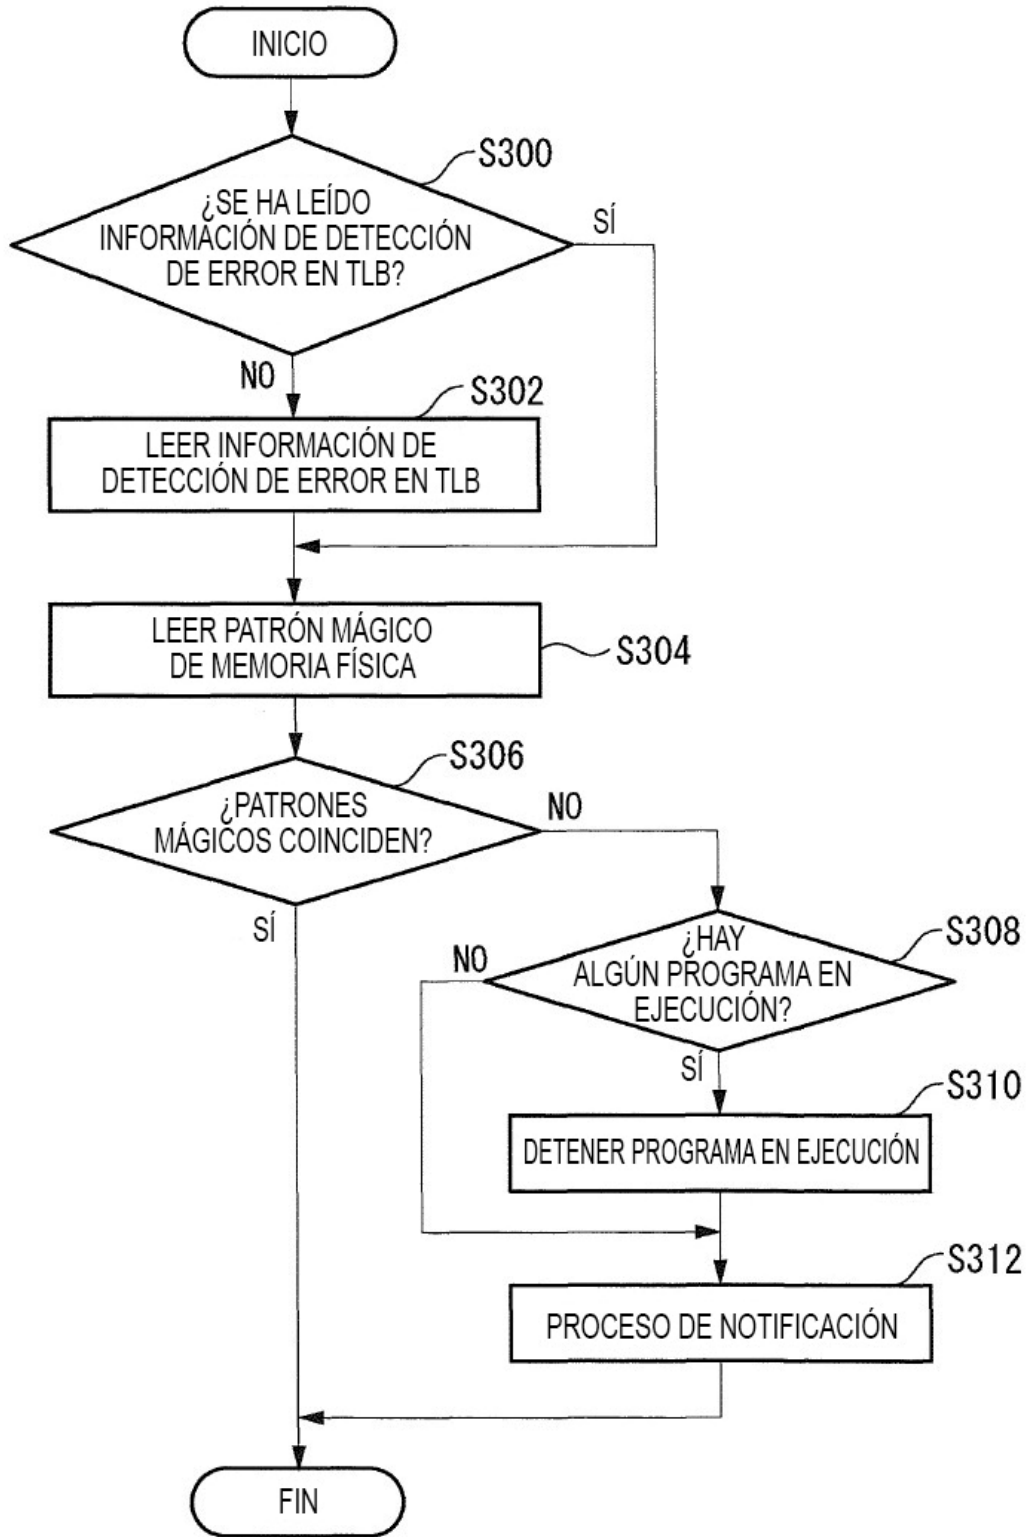 INICIO
S300
¿SE HA LEÍDO
INFORMACIÓN DE DETECCIÓN
DE ERROR EN TLB?
SÍ
NO
S302
LEER INFORMACIÓN DE
DETECCIÓN DE ERROR EN TLB
LEER PATRÓN MÁGICO
DE MEMORIA FÍSICA
S304
S306
¿PATRONES
MÁGICOS COINCIDEN?
NO
SÍ
S308
¿HAY
ALGÚN PROGRAMA EN
EJECUCIÓN?
NO
SÍ
S310
DETENER PROGRAMA EN EJECUCIÓN
S312
PROCESO DE NOTIFICACIÓN
FIN